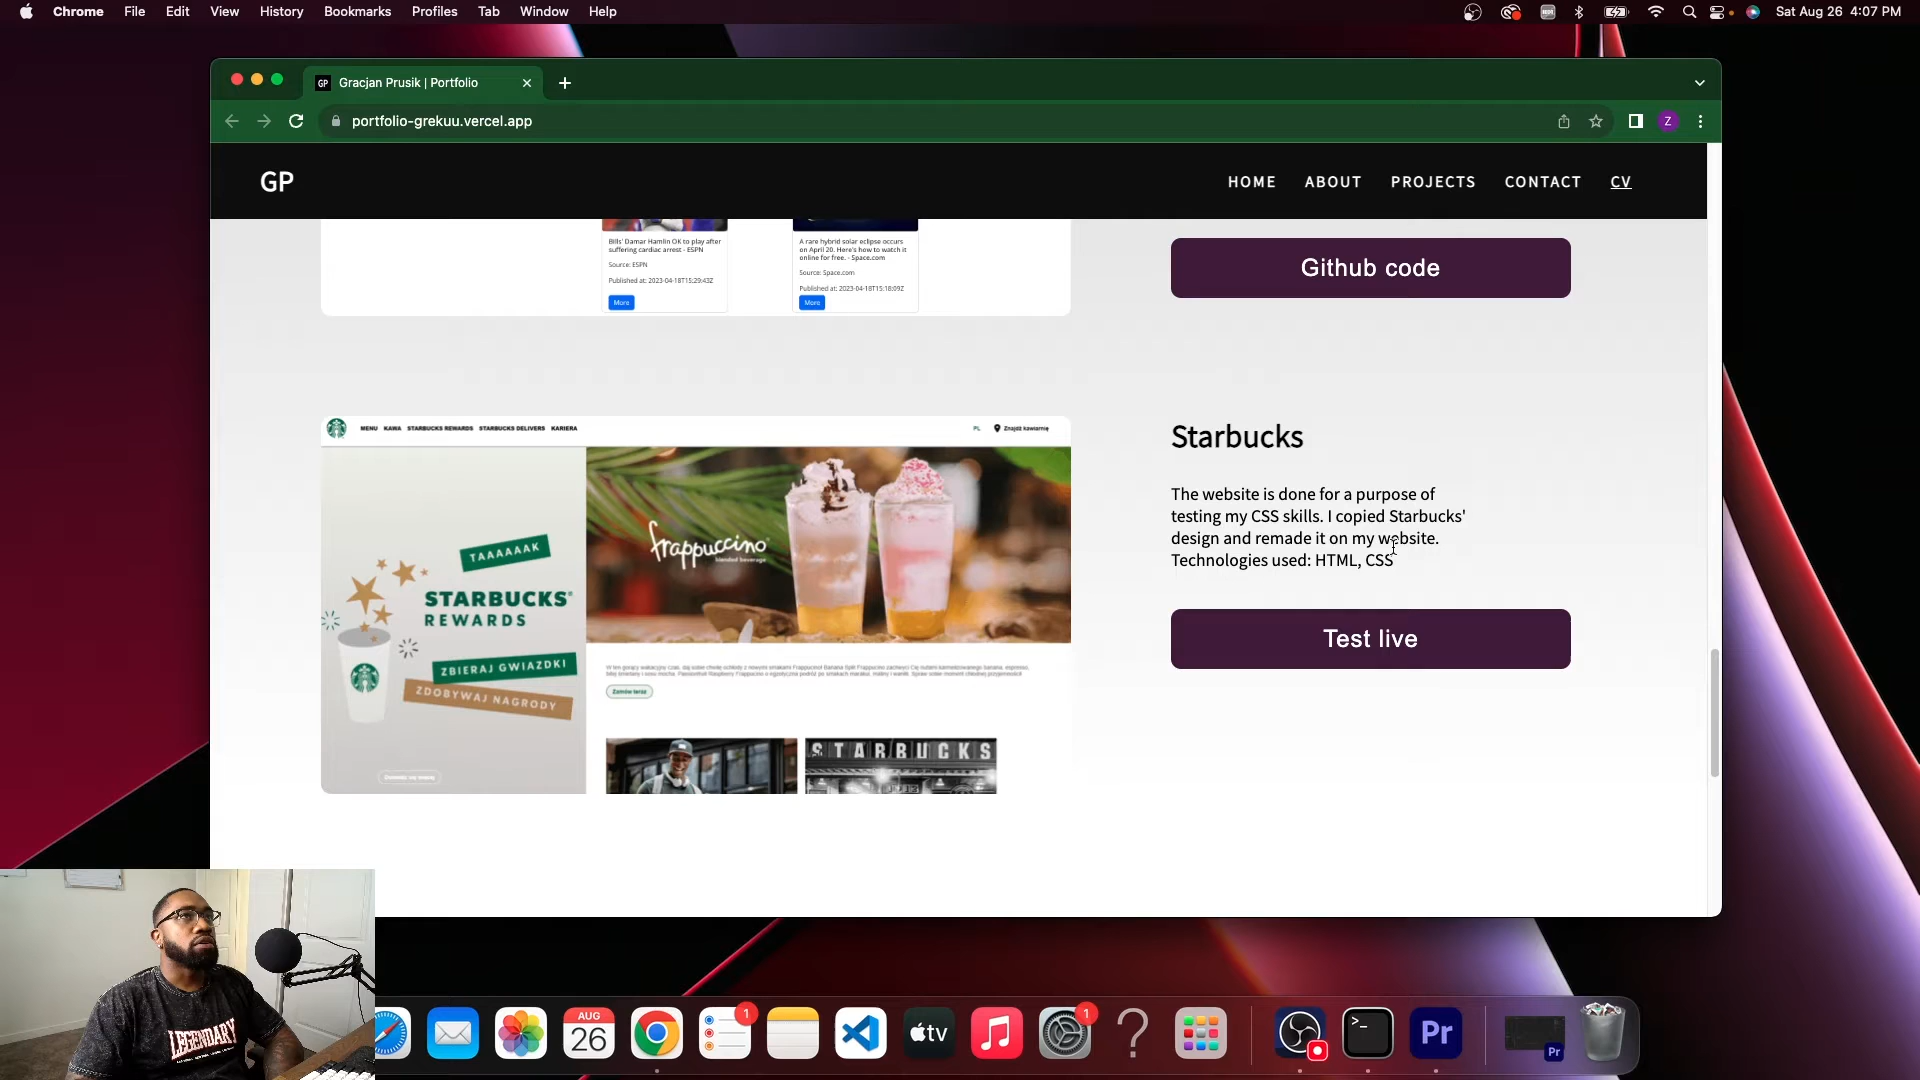 Chrome File Edit View History Bookmarks Profiles Tab Window Help
Sat Aug 26 4:07 PM
GP Gracjan Prusik | Portfolio
portfolio-grekuu.vercel.app
Z
GP
HOME ABOUT PROJECTS CONTACT CV
Bills' Damar Hamlin OK to play after
suffering cardiac arrest - ESPN
Source: ESPN
Published at: 2023-04-18T15:29:43Z
More
A rare hybrid solar eclipse occurs
on April 20. Here's how to watch it
online for free. - Space.com
Source: Space.com
Published at: 2023-04-18T15:18:09Z
More
Github code
MENU KAWA STARBUCKS REWARDS STARBUCKS DELIVERS KARIERA
PL Znajdź kawiarnię
TAAAAAAK
STARBUCKS®
REWARDS
ZBIERAJ GWIAZDKI
ZDOBYWAJ NAGRODY
frappuccino
blended beverage
Zamów teraz
STARBUCKS
Starbucks
The website is done for a purpose of
testing my CSS skills. I copied Starbucks'
design and remade it on my website.
Technologies used: HTML, CSS
Test live
LEGENDARY
AUG
26
1
tv
1
?
>_
Pr
Pr